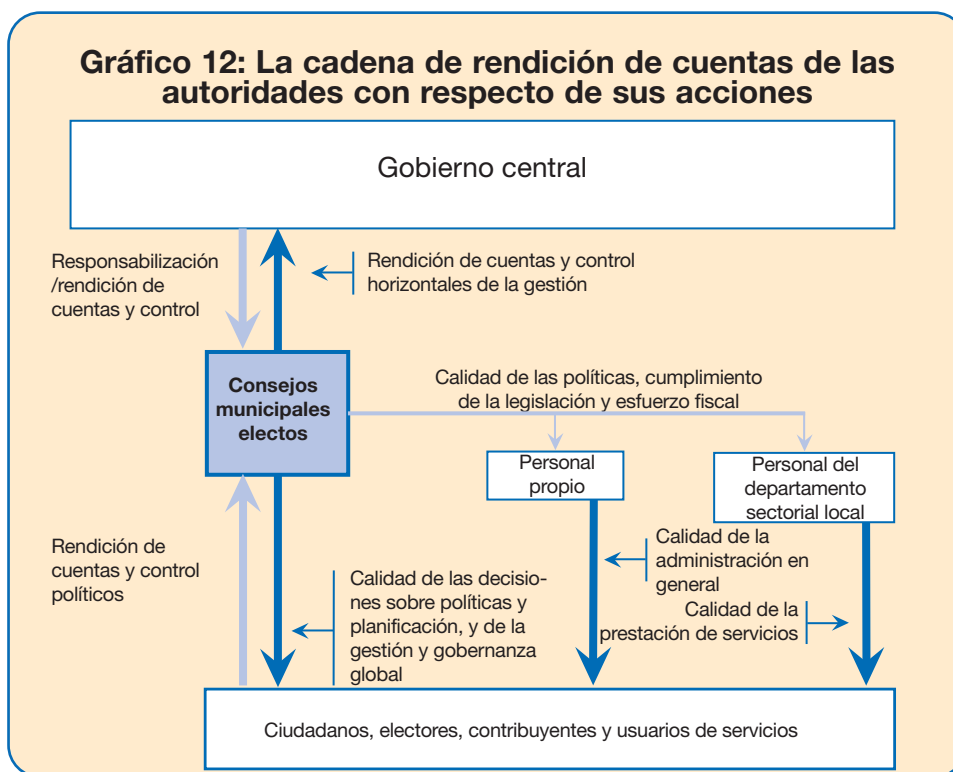 Gráfico 12: La cadena de rendición de cuentas de las
autoridades con respecto de sus acciones
Gobierno central
Responsabilización
/rendición de
cuentas y control
Rendición de cuentas y control
horizontales de la gestión
Consejos
municipales
electos
Calidad de las políticas, cumplimiento
de la legislación y esfuerzo fiscal
Personal
propio
Personal del
departamento
sectorial local
Rendición de
cuentas y control
políticos
Calidad de las decisio-
nes sobre políticas y
planificación, y de la
gestión y gobernanza
global
Calidad de la
administración en
general
Calidad de la
prestación de servicios
Ciudadanos, electores, contribuyentes y usuarios de servicios